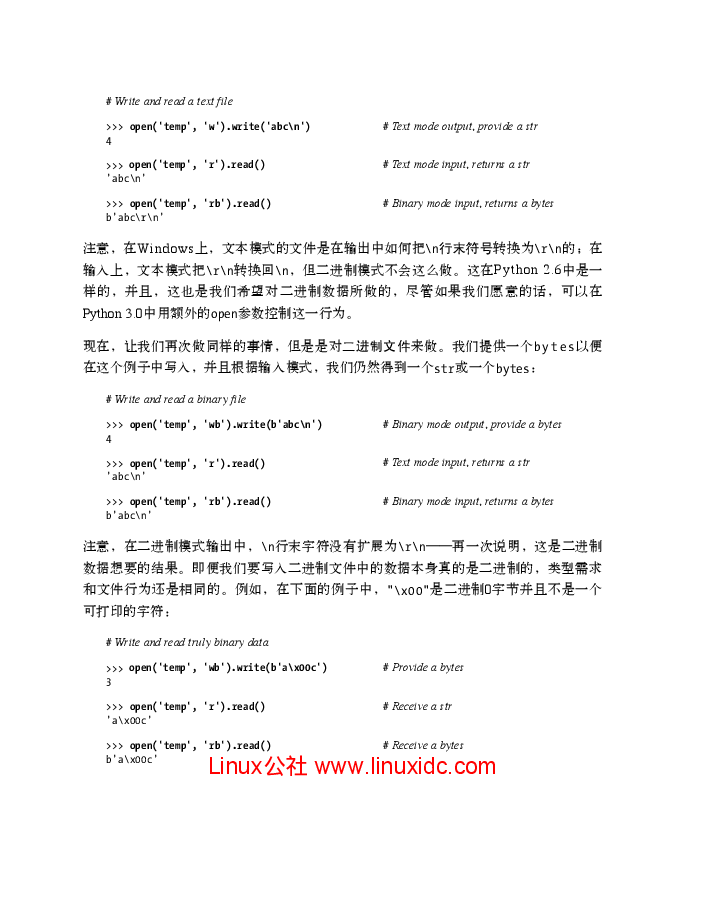 # Write and read a text file
>>> open('temp', 'w').write('abc\n') # Text mode output, provide a str
4
>>> open('temp', 'r').read() # Text mode input, returns a str
'abc\n'
>>> open('temp', 'rb').read() # Binary mode input, returns a bytes
b'abc\r\n'
注意，在Windows上，文本模式的文件是在输出中如何把\n行末符号转换为\r\n的；在
输入上，文本模式把\r\n转换回\n，但二进制模式不会这么做。这在Python 2.6中是一
样的，并且，这也是我们希望对二进制数据所做的，尽管如果我们愿意的话，可以在
Python 3.0中用额外的open参数控制这一行为。
现在，让我们再次做同样的事情，但是是对二进制文件来做。我们提供一个bytes以便
在这个例子中写入，并且根据输入模式，我们仍然得到一个str或一个bytes：
# Write and read a binary file
>>> open('temp', 'wb').write(b'abc\n') # Binary mode output, provide a bytes
4
>>> open('temp', 'r').read() # Text mode input, returns a str
'abc\n'
>>> open('temp', 'rb').read() # Binary mode input, returns a bytes
b'abc\n'
注意，在二进制模式输出中，\n行末字符没有扩展为\r\n——再一次说明，这是二进制
数据想要的结果。即便我们要写入二进制文件中的数据本身真的是二进制的，类型需求
和文件行为还是相同的。例如，在下面的例子中，"\x00"是二进制0字节并且不是一个
可打印的字符：
# Write and read truly binary data
>>> open('temp', 'wb').write(b'a\x00c') # Provide a bytes
3
>>> open('temp', 'r').read() # Receive a str
'a\x00c'
>>> open('temp', 'rb').read() # Receive a bytes
b'a\x00c'
Linux公社 www.linuxidc.com